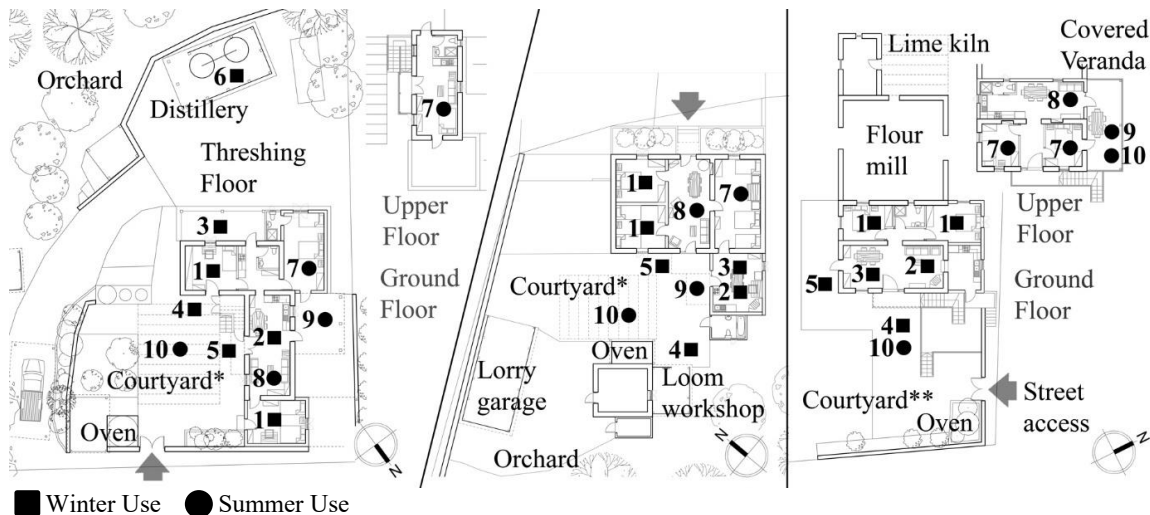 Orchard
6
Distillery
Threshing
Floor
3
1
7
4
2
9
10
5
Courtyard*
8
1
Oven
N
7
Upper
Floor
Ground
Floor
1
8
7
1
5
3
2
Courtyard*
9
10
Oven
4
Lorry
garage
Loom
workshop
Orchard
N
Lime kiln
Covered
Veranda
8
9
7
7
10
Flour
mill
Upper
Floor
1
1
3
2
5
Ground
Floor
4
10
Courtyard**
Street
access
Oven
N
Winter Use
Summer Use